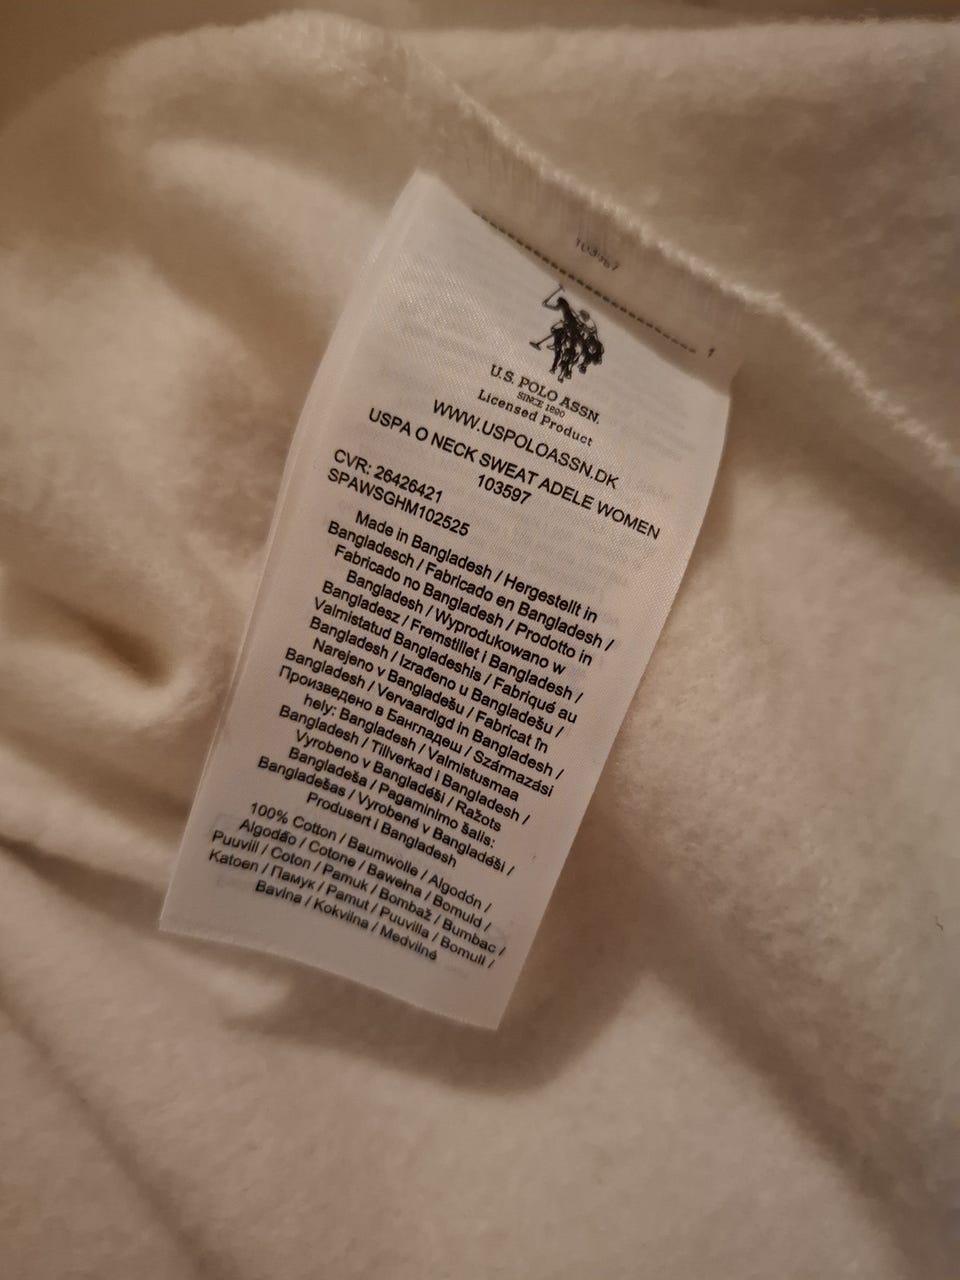 1
U.S. POLO ASSN.
SINCE 1890
Licensed Product
WWW.USPOLOASSN.DK
USPA O NECK SWEAT ADELE WOMEN
103597
CVR: 26426421
SPAWSGHM102525
Made in Bangladesh / Hergestellt in
Bangladesch / Fabricado en Bangladesh /
Fabricado no Bangladesh / Prodotto in
Bangladesh / Wyprodukowano w
Bangladesz / Fremstillet i Bangladesh /
Valmistatud Bangladeshis / Fabriqué au
Bangladesh / Izrađeno u Bangladešu /
Narejeno v Bangladešu / Fabricat în
Bangladesh / Vervaardigd in Bangladesh /
Произведено в Бангладеш / Származási
hely: Bangladesh / Valmistusmaa
Bangladesh / Tillverkad i Bangladesh /
Vyrobeno v Bangladéši / Ražots
Bangladeša / Pagaminimo šalis:
Bangladešas / Vyrobené v Bangladéši /
Produsert i Bangladesh
100% Cotton / Baumwolle / Algodón /
Algodão / Cotone / Bawełna / Bomuld /
Puuvill / Coton / Pamuk / Bombaž / Bumbac /
Katoen / Памук / Pamut / Puuvilla / Bomull /
Bavlna / Kokvilna / Medvilnė